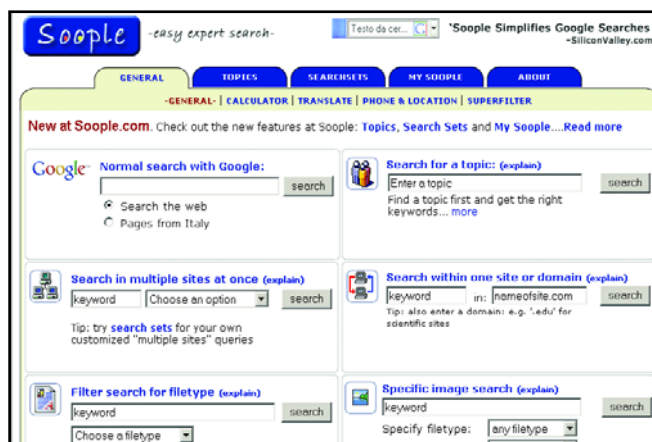 Soople -easy expert search-
Testo da cer... G
"Soople Simplifies Google Searches
~SiliconValley.com
GENERAL TOPICS SEARCHSETS MY SOOPLE ABOUT
-GENERAL- | CALCULATOR | TRANSLATE | PHONE & LOCATION | SUPERFILTER
New at Soople.com. Check out the new features at Soople: Topics, Search Sets and My Soople....Read more
Google™ Normal search with Google:
search
Search the web
Pages from Italy
Search for a topic: (explain)
Enter a topic search
Find a topic first and get the right
keywords... more
Search in multiple sites at once (explain)
keyword Choose an option search
Tip: try search sets for your own
customized "multiple sites" queries
Search within one site or domain (explain)
keyword in: nameofsite.com search
Tip: also enter a domain: e.g. '.edu' for
scientific sites
Filter search for filetype (explain)
keyword search
Choose a filetype
Specific image search (explain)
keyword search
Specify filetype: any filetype